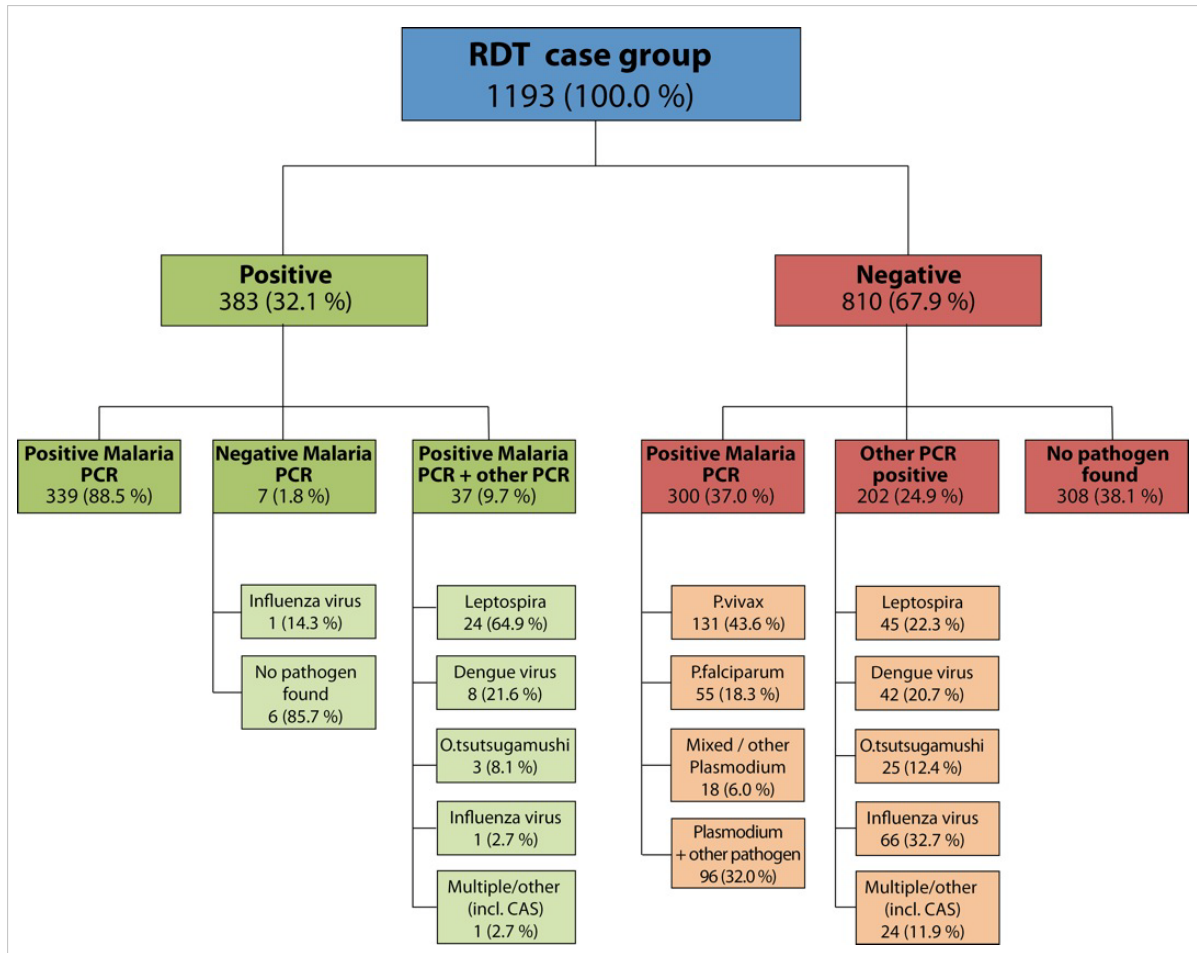 RDT case group
1193 (100.0 %)
Positive
383 (32.1 %)
Negative
810 (67.9 %)
Positive Malaria
PCR
339 (88.5 %)
Negative Malaria
PCR
7 (1.8 %)
Positive Malaria
PCR + other PCR
37 (9.7 %)
Positive Malaria
PCR
300 (37.0 %)
Other PCR
positive
202 (24.9 %)
No pathogen
found
308 (38.1 %)
Influenza virus
1 (14.3 %)
No pathogen
found
6 (85.7 %)
Leptospira
24 (64.9 %)
Dengue virus
8 (21.6 %)
O.tsutsugamushi
3 (8.1 %)
Influenza virus
1 (2.7 %)
Multiple/other
(incl. CAS)
1 (2.7 %)
P.vivax
131 (43.6 %)
P.falciparum
55 (18.3 %)
Mixed / other
Plasmodium
18 (6.0 %)
Plasmodium
+ other pathogen
96 (32.0 %)
Leptospira
45 (22.3 %)
Dengue virus
42 (20.7 %)
O.tsutsugamushi
25 (12.4 %)
Influenza virus
66 (32.7 %)
Multiple/other
(incl. CAS)
24 (11.9 %)